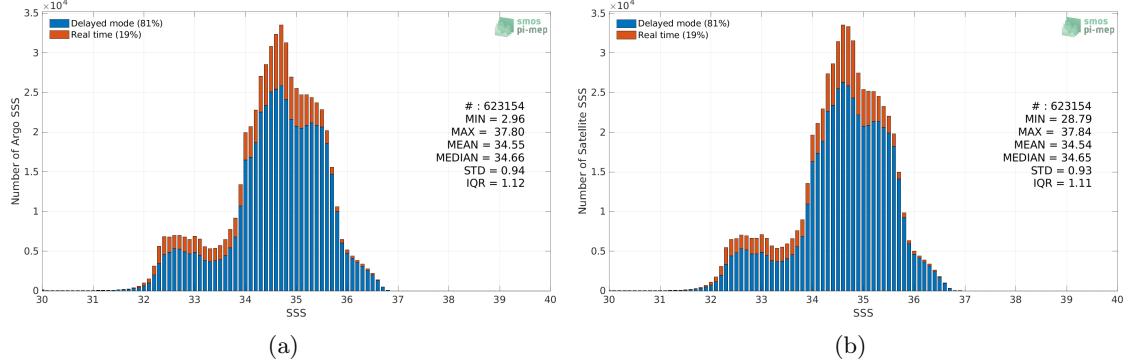 ×10⁴
Delayed mode (81%)
Real time (19%)
smos
pi-mep
# : 623154
MIN = 2.96
MAX = 37.80
MEAN = 34.55
MEDIAN = 34.66
STD = 0.94
IQR = 1.12
Number of Argo SSS
3.5
3
2.5
2
1.5
1
0.5
0
30 31 32 33 34 35 36 37 38 39 40
SSS
(a)
×10⁴
Delayed mode (81%)
Real time (19%)
smos
pi-mep
# : 623154
MIN = 28.79
MAX = 37.84
MEAN = 34.54
MEDIAN = 34.65
STD = 0.93
IQR = 1.11
Number of Satellite SSS
3.5
3
2.5
2
1.5
1
0.5
0
30 31 32 33 34 35 36 37 38 39 40
SSS
(b)